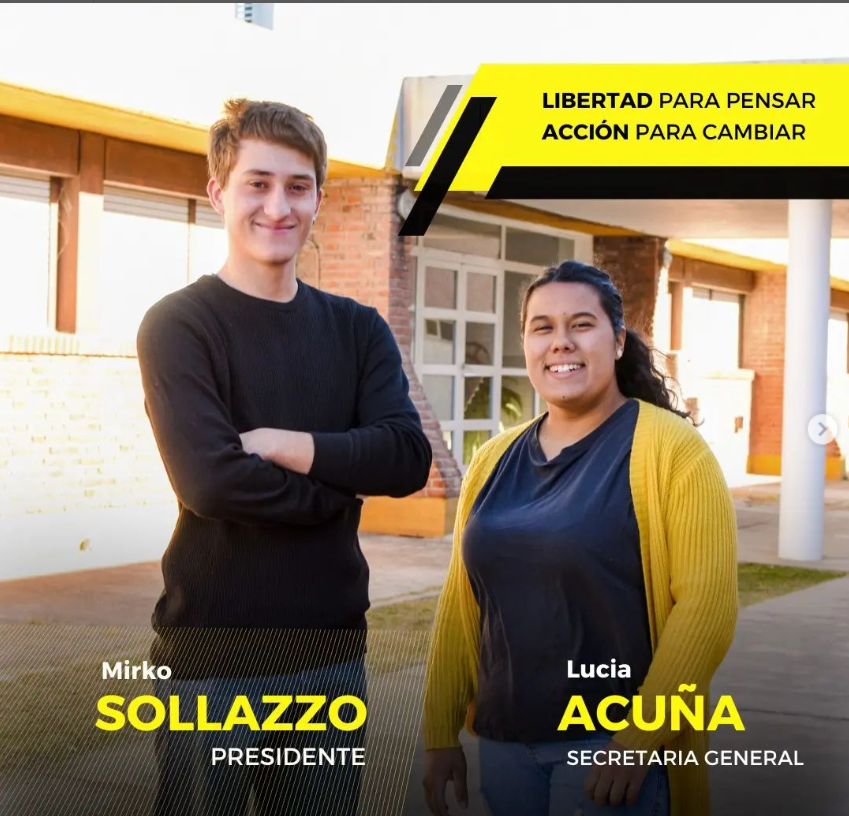 LIBERTAD PARA PENSAR
ACCIÓN PARA CAMBIAR
Mirko
SOLLAZZO
PRESIDENTE
Lucia
ACUÑA
SECRETARIA GENERAL